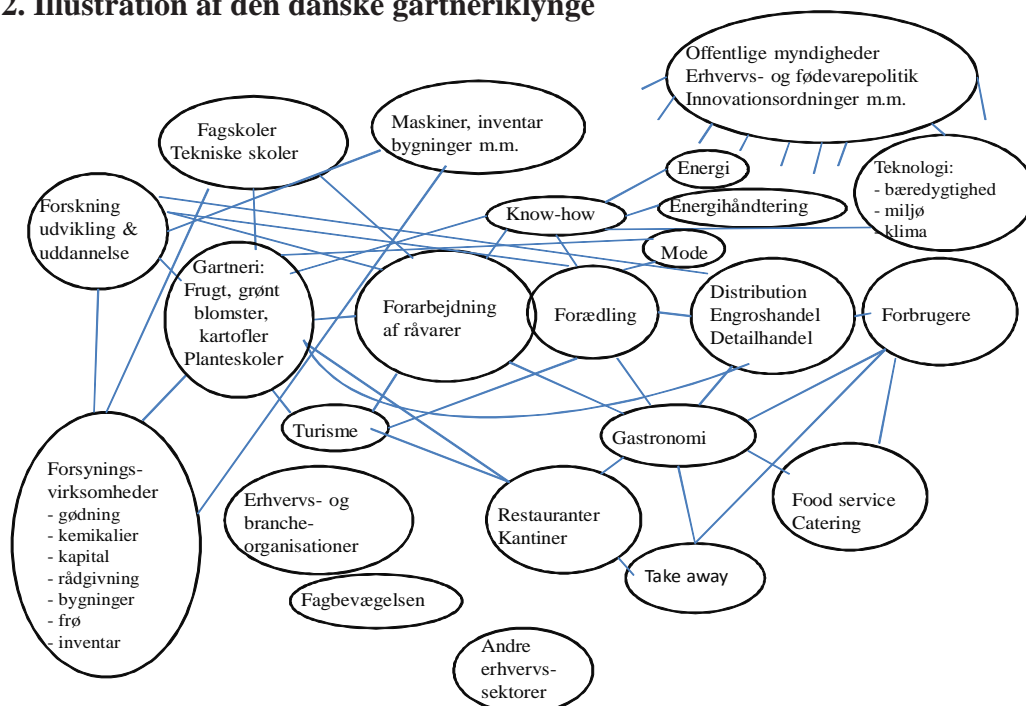 2. Illustration af den danske gartneriklynge
Offentlige myndigheder
Erhvervs- og fødevarepolitik
Innovationsordninger m.m.
Maskiner, inventar
bygninger m.m.
Fagskoler
Tekniske skoler
Energi
Teknologi:
- bæredygtighed
- miljø
- klima
Forskning
udvikling &
uddannelse
Know-how
Energihåndtering
Mode
Gartneri:
Frugt, grønt
blomster,
kartofler
Planteskoler
Forarbejdning
af råvarer
Forædling
Distribution
Engroshandel
Detailhandel
Forbrugere
Turisme
Gastronomi
Forsynings-
virksomheder
- gødning
- kemikalier
- kapital
- rådgivning
- bygninger
- frø
- inventar
Erhvervs- og
branche-
organisationer
Restauranter
Kantiner
Food service
Catering
Take away
Fagbevægelsen
Andre
erhvervs-
sektorer